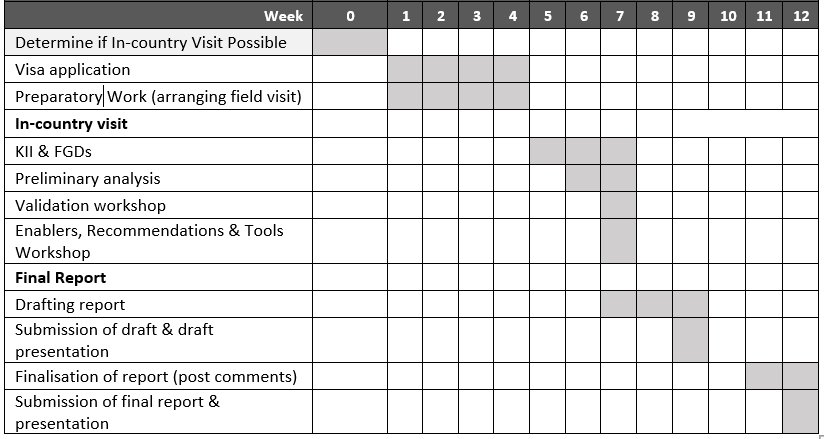 Week 0 1 2 3 4 5 6 7 8 9 10 11 12
Determine if In-country Visit Possible
Visa application
Preparatory Work (arranging field visit)
In-country visit
KII & FGDs
Preliminary analysis
Validation workshop
Enablers, Recommendations & Tools
Workshop
Final Report
Drafting report
Submission of draft & draft
presentation
Finalisation of report (post comments)
Submission of final report &
presentation